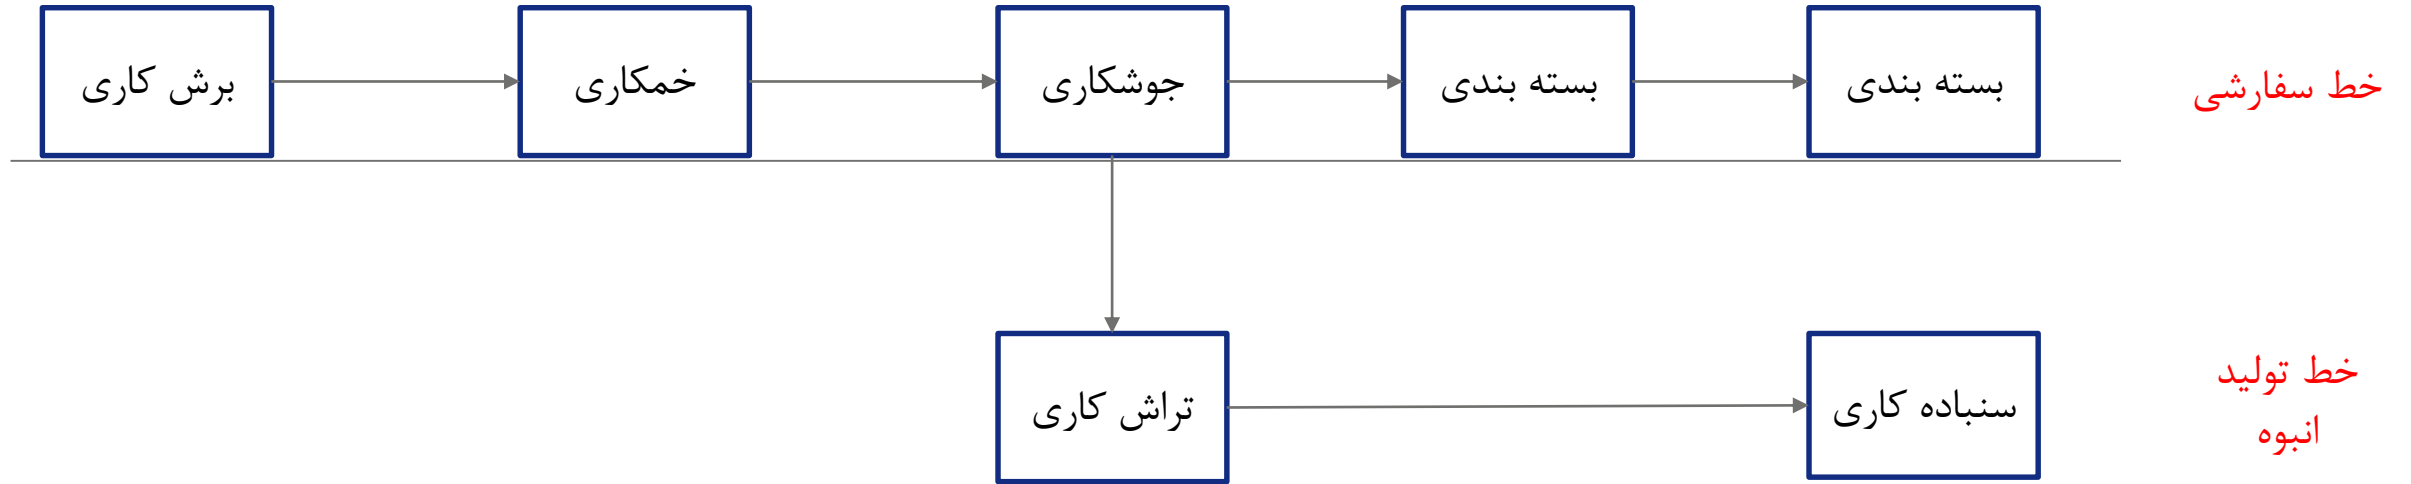 برش کاری
خمکاری
جوشکاری
بسته بندی
بسته بندی
خط سفارشی
تراش کاری
سنباده کاری
خط تولید
انبوه